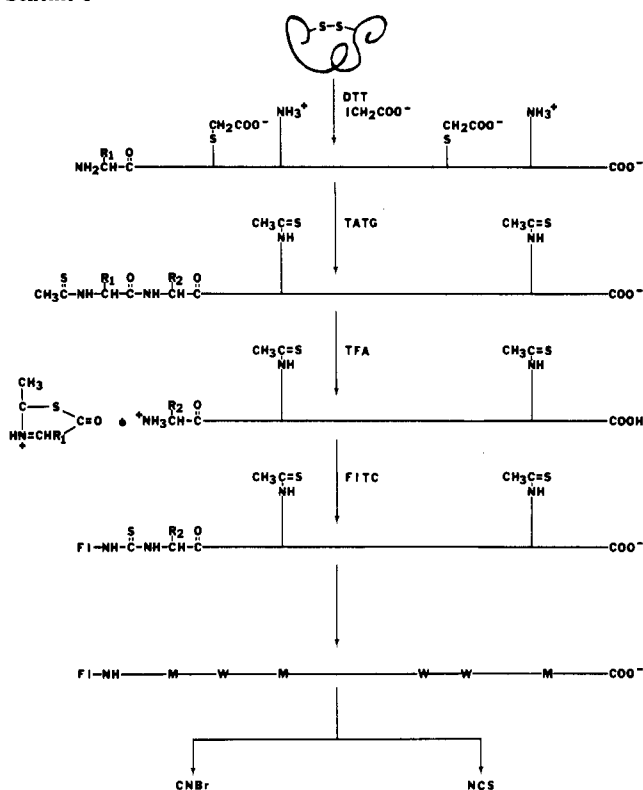 S—S
DTT
ICH2COO⁻
CH2COO⁻
S
NH3⁺
CH2COO⁻
S
NH3⁺
R1 O
NH2CH-C
COO⁻
TATG
CH3C=S
NH
CH3C=S
NH
S R1 O R2 O
CH3C-NH-CH-C-NH-CH-C
COO⁻
TFA
CH3C=S
NH
CH3C=S
NH
CH3
C S
C=O
HN=CHR1
+
R2 O
⁺NH3CH-C
COOH
FITC
CH3C=S
NH
CH3C=S
NH
S R2 O
Fl-NH-C-NH-CH-C
COO⁻
Fl-NH M W M W W M COO⁻
CNBr
NCS